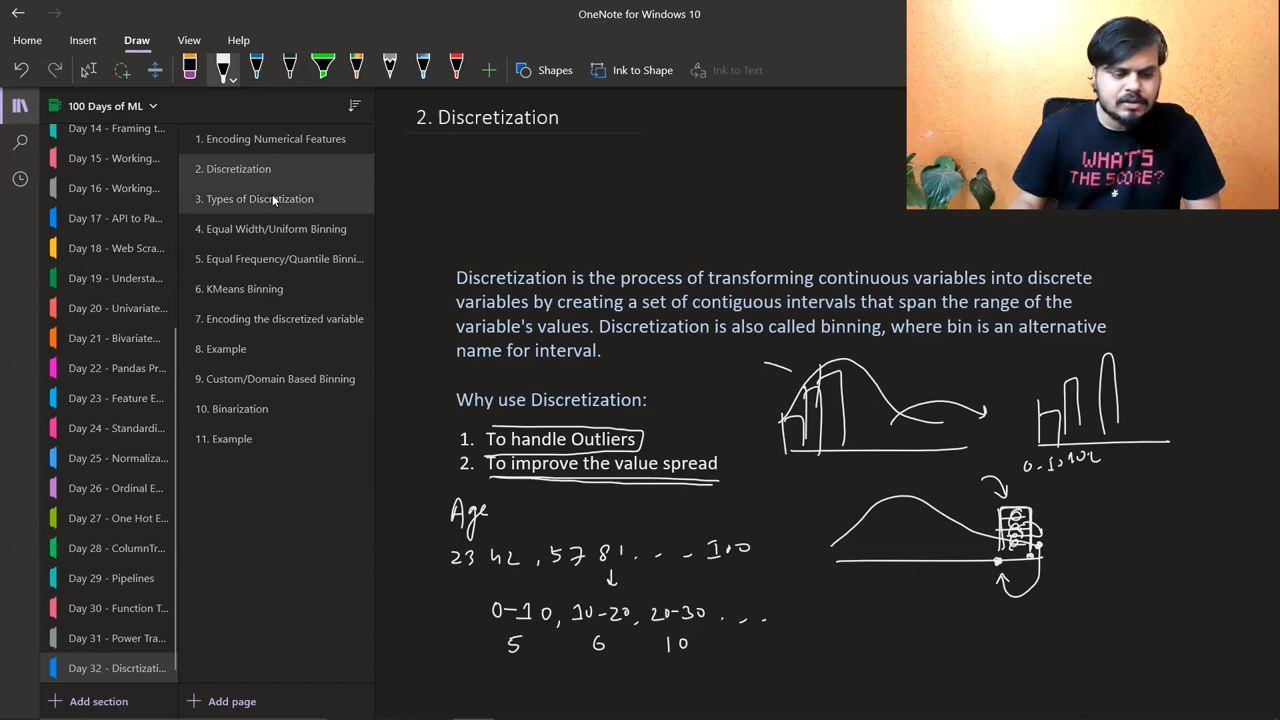 OneNote for Windows 10
Home Insert Draw View Help
Shapes Ink to Shape Ink to Text
100 Days of ML
Day 14 - Framing t...
Day 15 - Working...
Day 16 - Working...
Day 17 - API to Pa...
Day 18 - Web Scra...
Day 19 - Understa...
Day 20 - Univariate...
Day 21 - Bivariate...
Day 22 - Pandas Pr...
Day 23 - Feature E...
Day 24 - Standardi...
Day 25 - Normaliza...
Day 26 - Ordinal E...
Day 27 - One Hot E...
Day 28 - ColumnTr...
Day 29 - Pipelines
Day 30 - Function T...
Day 31 - Power Tra...
Day 32 - Discrtizati...
Add section
1. Encoding Numerical Features
2. Discretization
3. Types of Discretization
4. Equal Width/Uniform Binning
5. Equal Frequency/Quantile Binni...
6. KMeans Binning
7. Encoding the discretized variable
8. Example
9. Custom/Domain Based Binning
10. Binarization
11. Example
Add page
2. Discretization
Discretization is the process of transforming continuous variables into discrete
variables by creating a set of contiguous intervals that span the range of the
variable's values. Discretization is also called binning, where bin is an alternative
name for interval.
Why use Discretization:
1. To handle Outliers
2. To improve the value spread
Age
23 42 , 57 81 . . . 100
0-10, 10-20, 20-30 . . .
5 6 10
WHAT'S
THE SCORE?